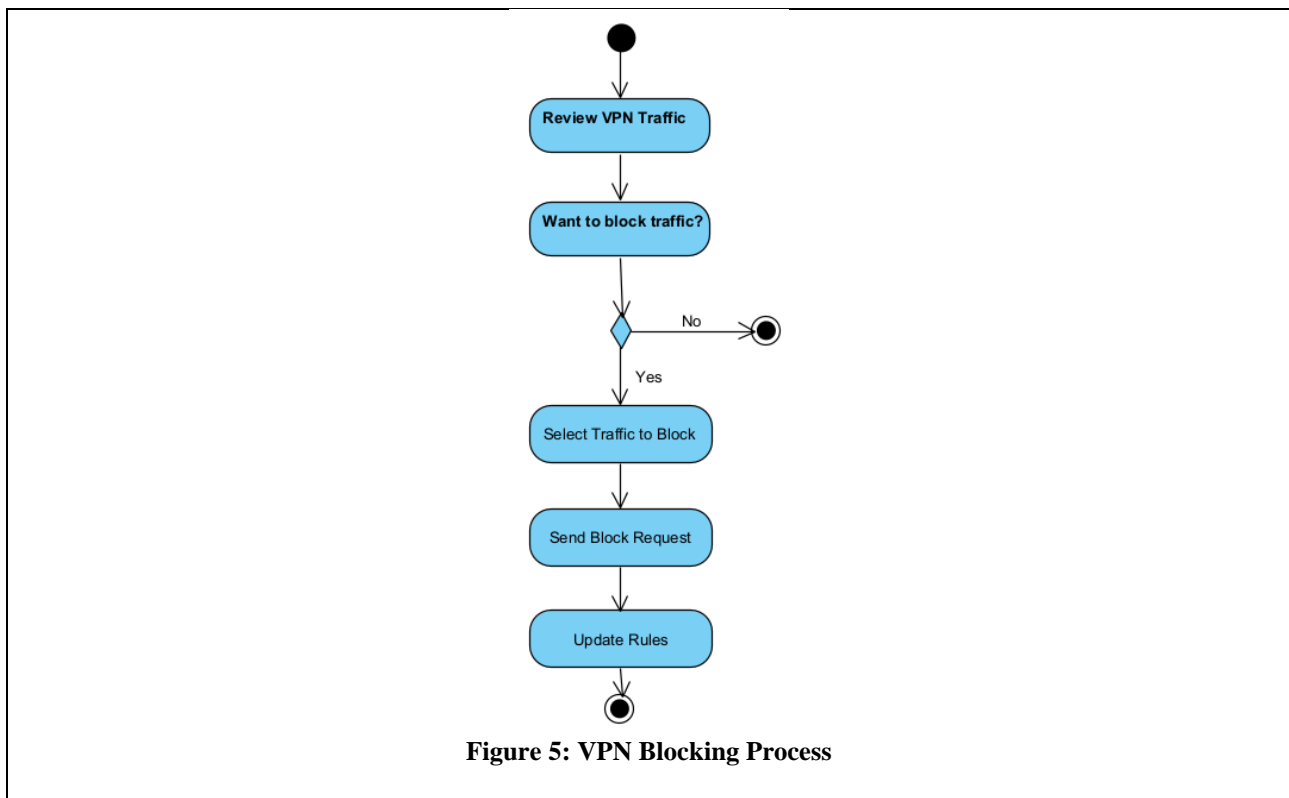 Review VPN Traffic
Want to block traffic?
No
Yes
Select Traffic to Block
Send Block Request
Update Rules
Figure 5: VPN Blocking Process